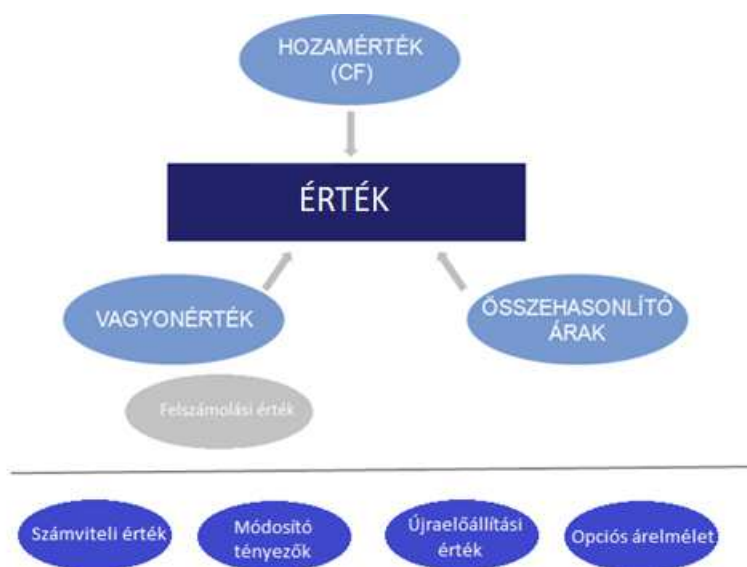 HOZAMÉRTÉK
(CF)
ÉRTÉK
VAGYONÉRTÉK
ÖSSZEHASONLÍTÓ
ÁRAK
Felszámolási érték
Számviteli érték
Módosító
tényezők
Újraelőállítási
érték
Opciós árelmélet